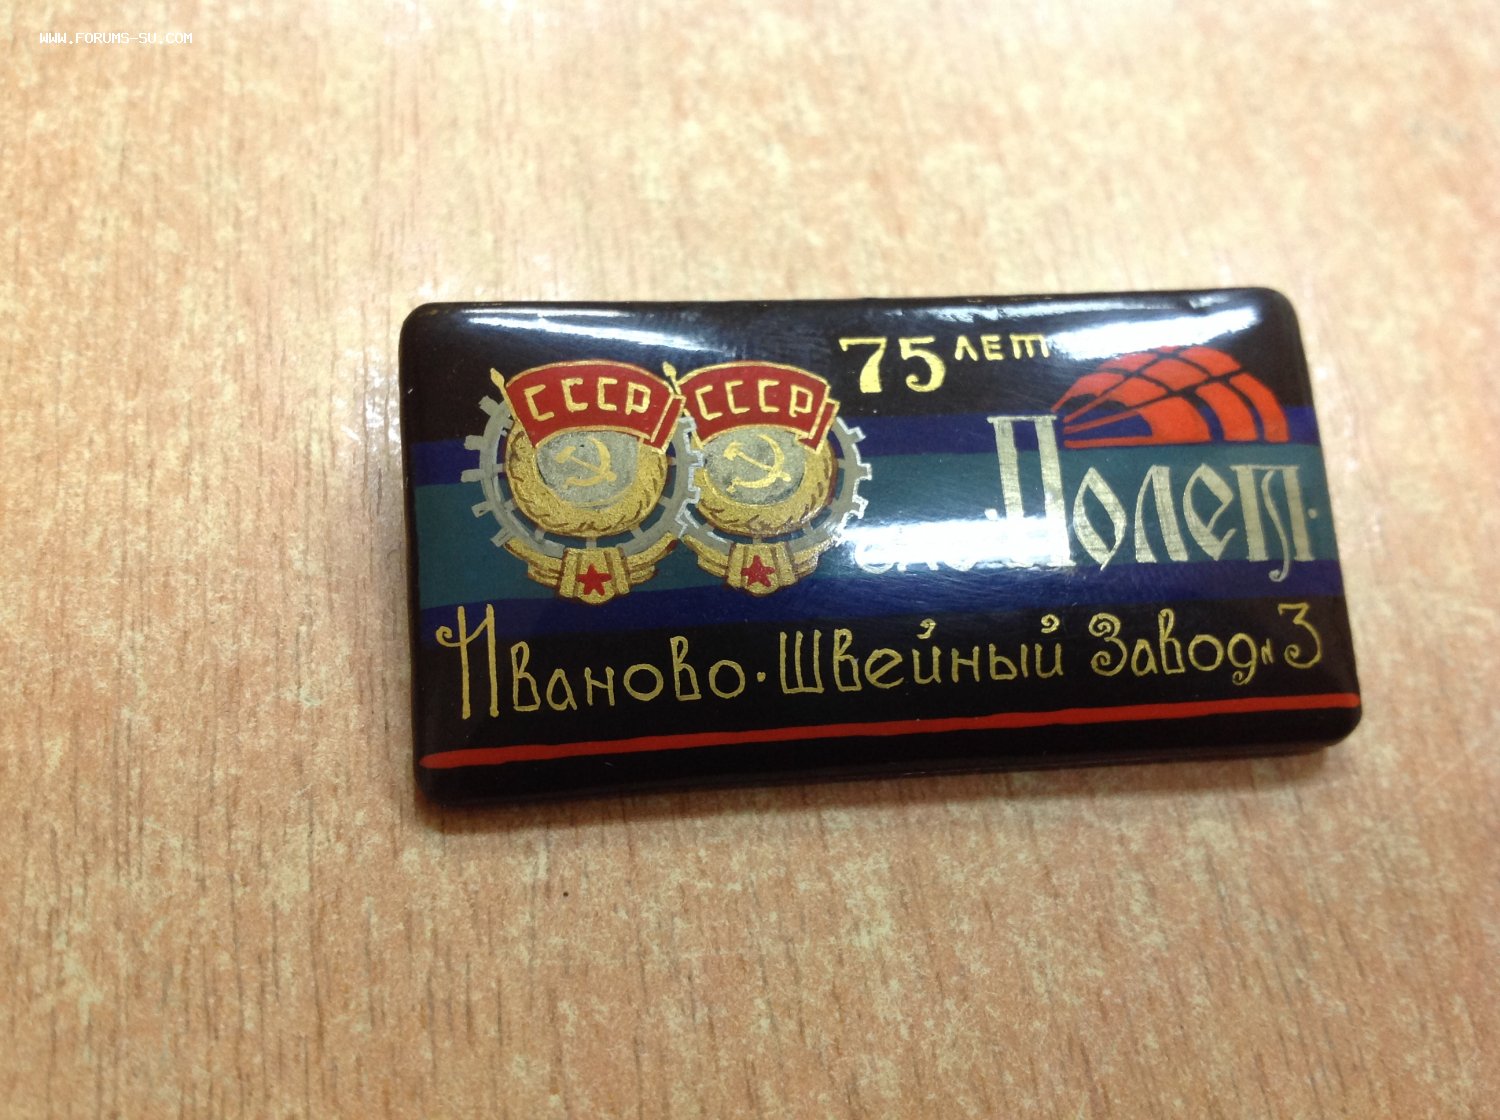 WWW.FORUMS-SU.COM
75 ЛЕТ
СССР СССР
Полет
Иваново·Швейный Завод № 3